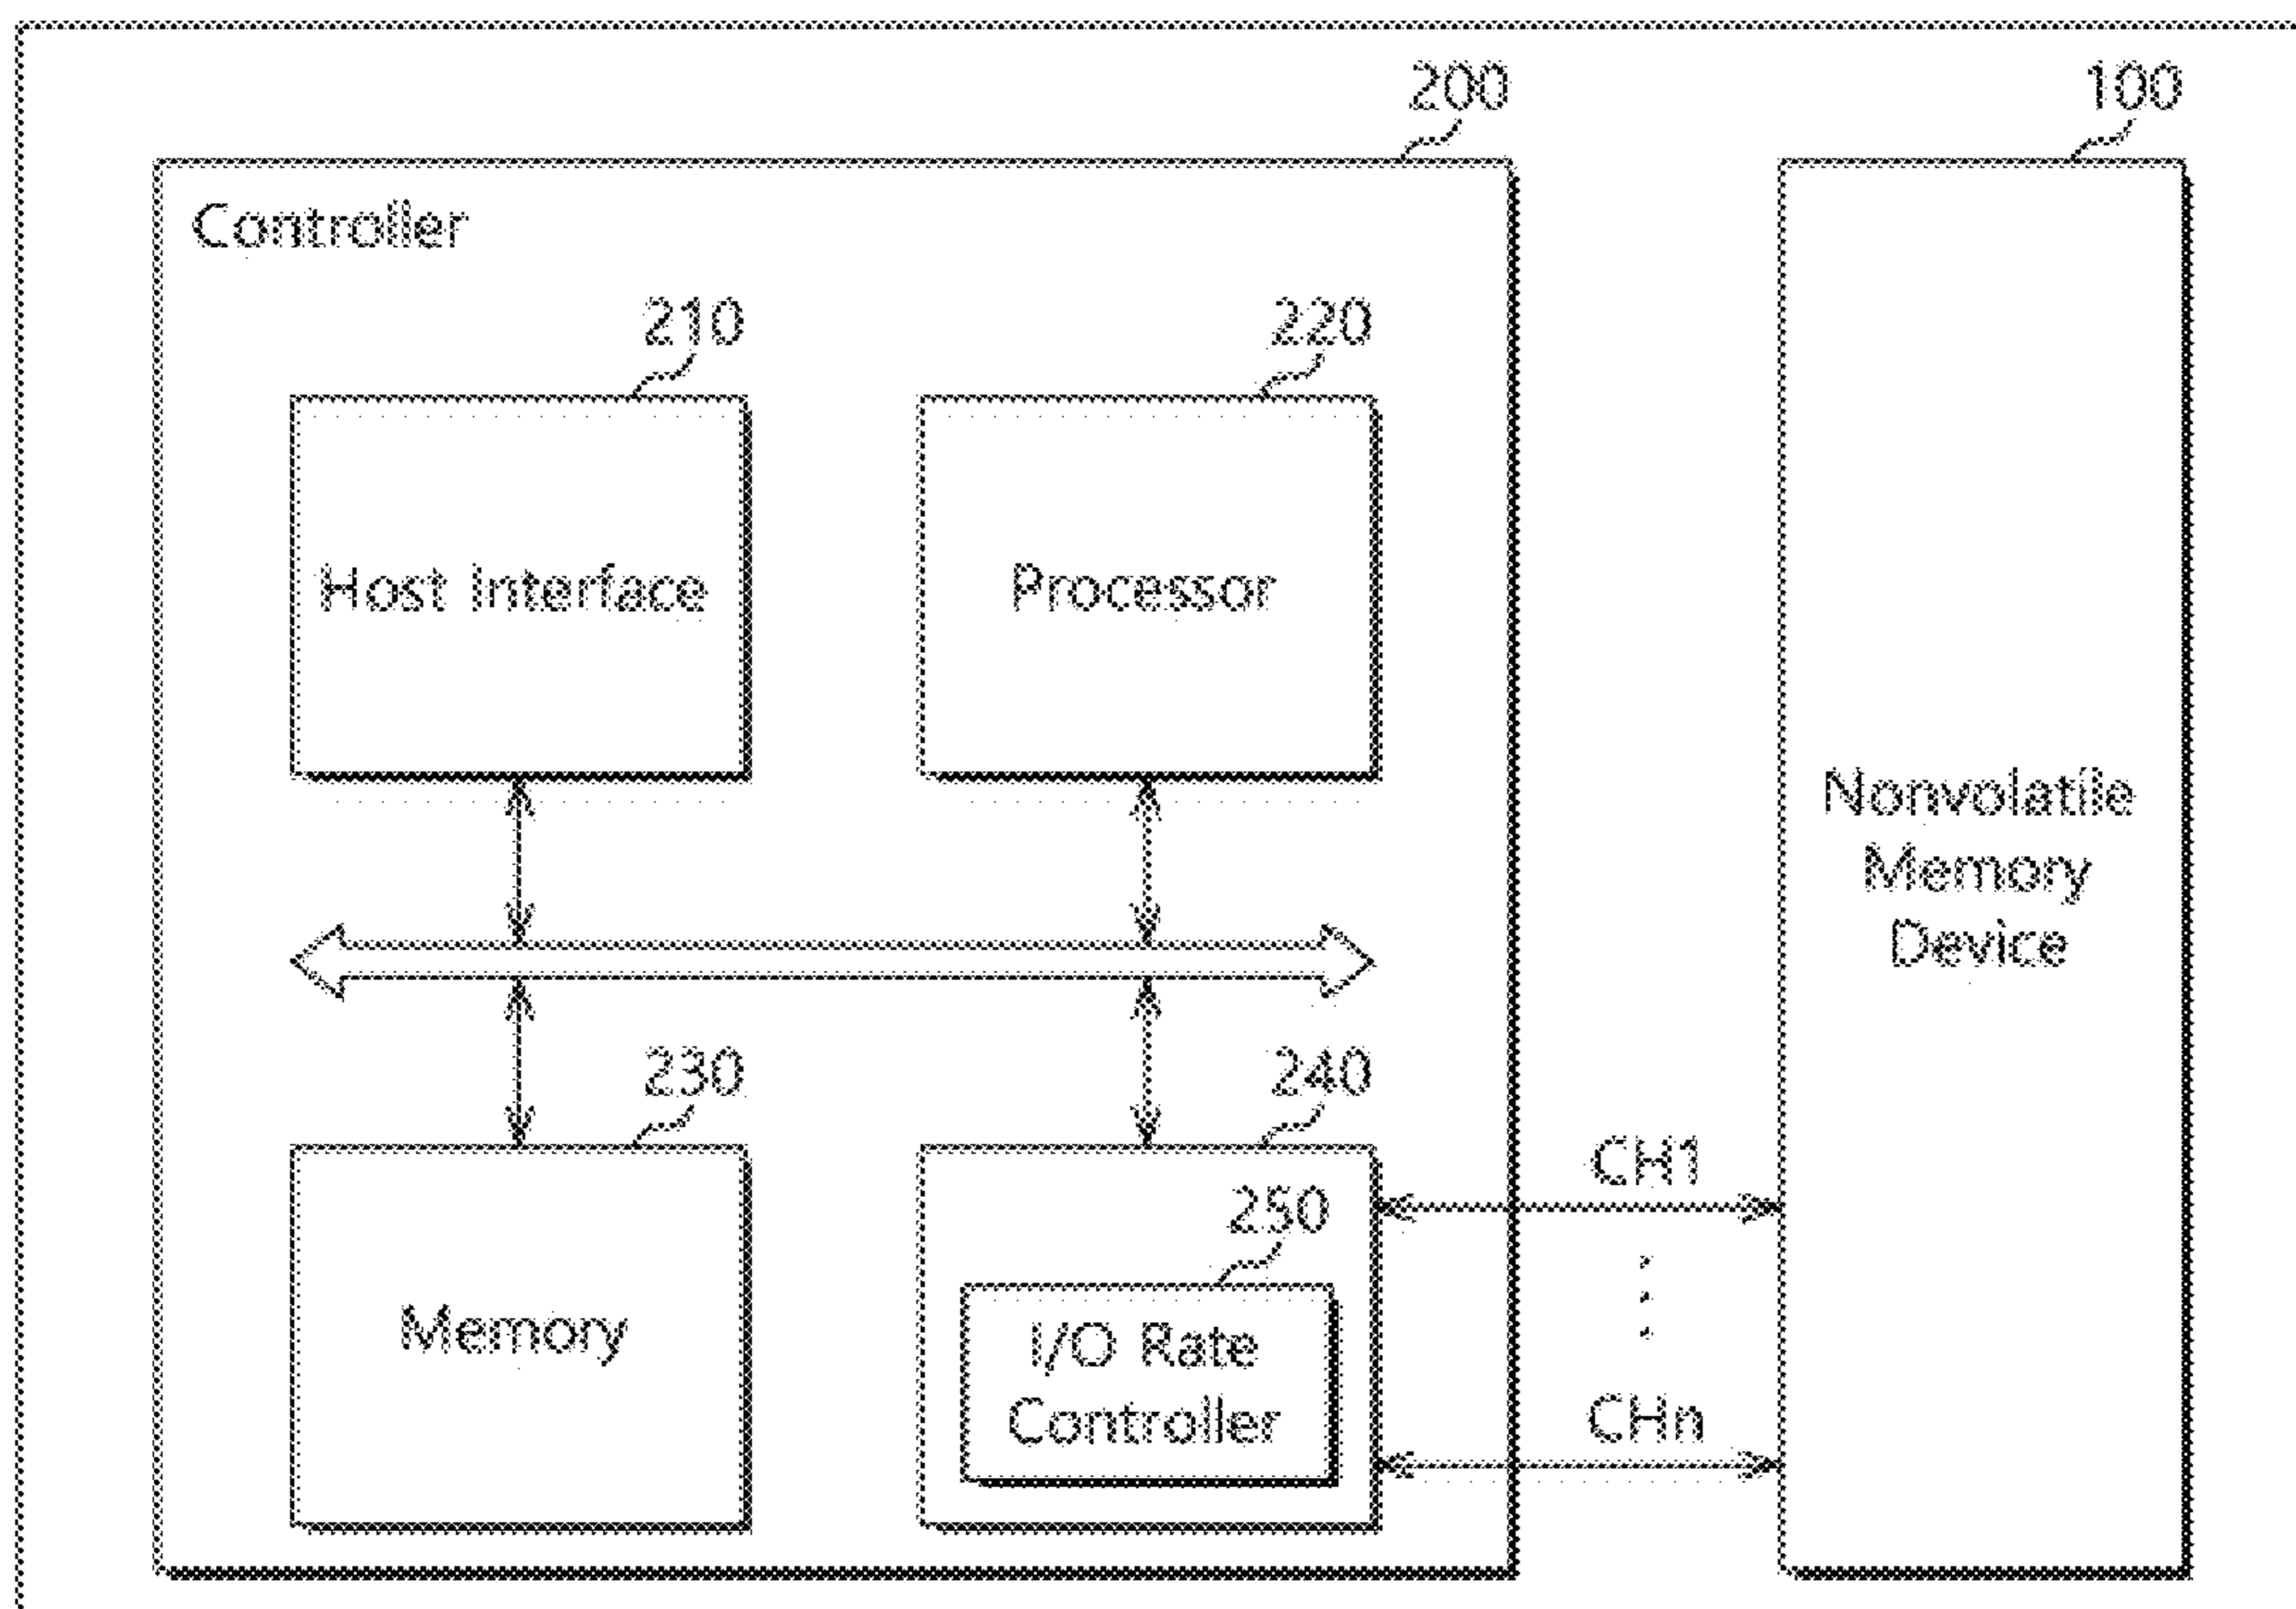 200
100
Controller
210
220
Host Interface
Processor
Nonvolatile
Memory
Device
230
240
CH1
250
Memory
I/O Rate
Controller
CHn